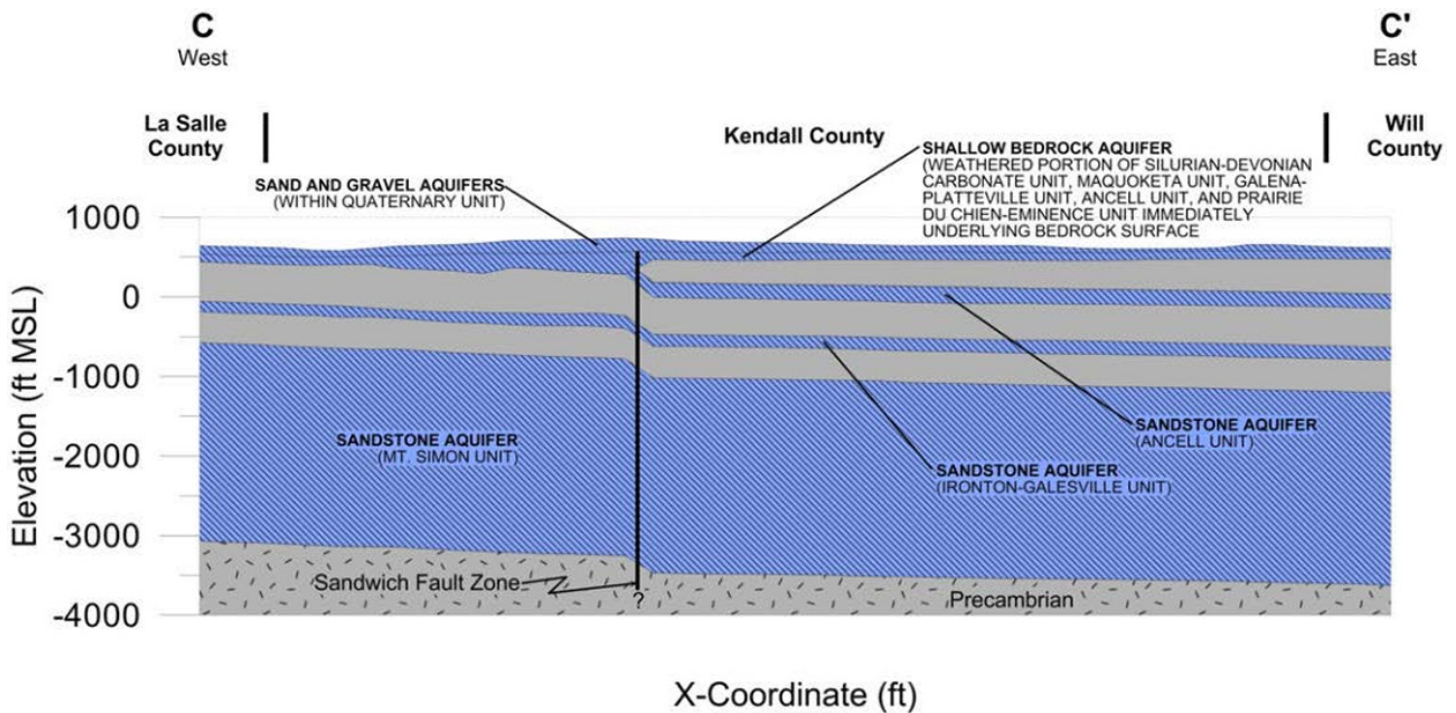 C
West
C'
East
La Salle
County
Kendall County
Will
County
SAND AND GRAVEL AQUIFERS
(WITHIN QUATERNARY UNIT)
SHALLOW BEDROCK AQUIFER
(WEATHERED PORTION OF SILURIAN-DEVONIAN
CARBONATE UNIT, MAQUOKETA UNIT, GALENA-
PLATTEVILLE UNIT, ANCELL UNIT, AND PRAIRIE
DU CHIEN-EMINENCE UNIT IMMEDIATELY
UNDERLYING BEDROCK SURFACE
Elevation (ft MSL)
1000
0
-1000
-2000
-3000
-4000
SANDSTONE AQUIFER
(MT. SIMON UNIT)
SANDSTONE AQUIFER
(ANCELL UNIT)
SANDSTONE AQUIFER
(IRONTON-GALESVILLE UNIT)
Sandwich Fault Zone
?
Precambrian
X-Coordinate (ft)